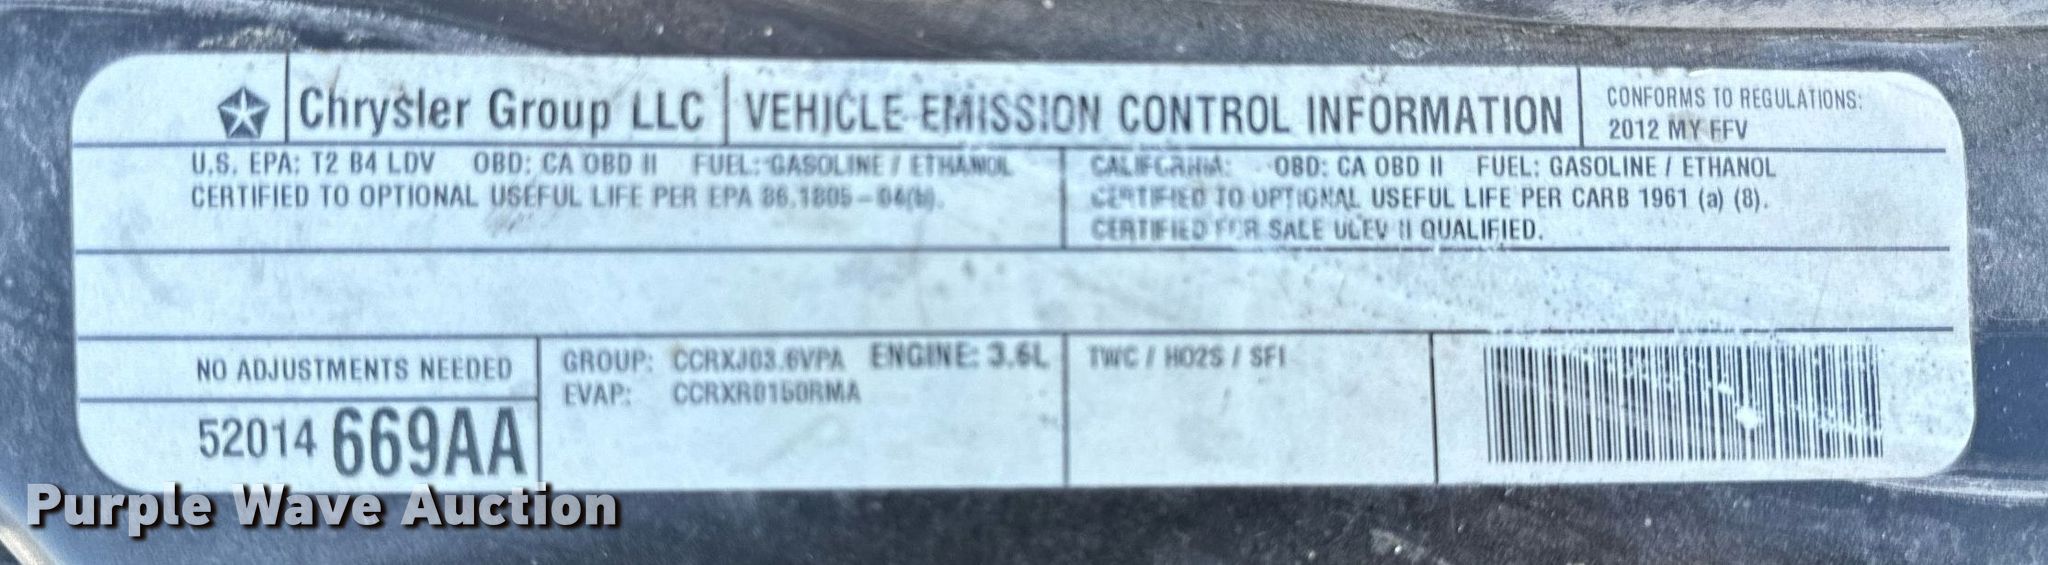 Chrysler Group LLC VEHICLE EMISSION CONTROL INFORMATION
CONFORMS TO REGULATIONS:
2012 MY FFV
U.S. EPA: T2 B4 LDV OBD: CA OBD II FUEL: GASOLINE / ETHANOL
CERTIFIED TO OPTIONAL USEFUL LIFE PER EPA 86.1805-04(b).
CALIFORNIA: OBD: CA OBD II FUEL: GASOLINE / ETHANOL
CERTIFIED TO OPTIONAL USEFUL LIFE PER CARB 1961 (a) (8).
CERTIFIED FOR SALE ULEV II QUALIFIED.
NO ADJUSTMENTS NEEDED
52014 669AA
GROUP: CCRXJ03.6VPA ENGINE: 3.6L
EVAP: CCRXR0150RMA
TWC / HO2S / SFI
Purple Wave Auction